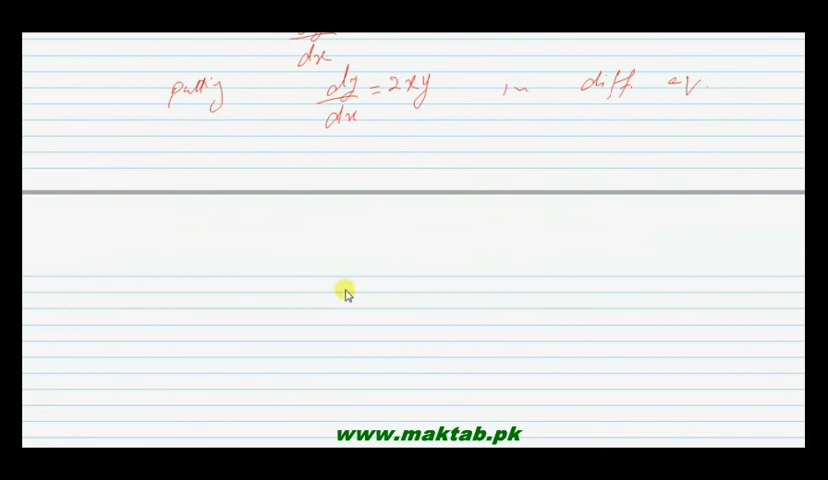 dx
putting dy/dx = 2xy in diff eq.
www.maktab.pk